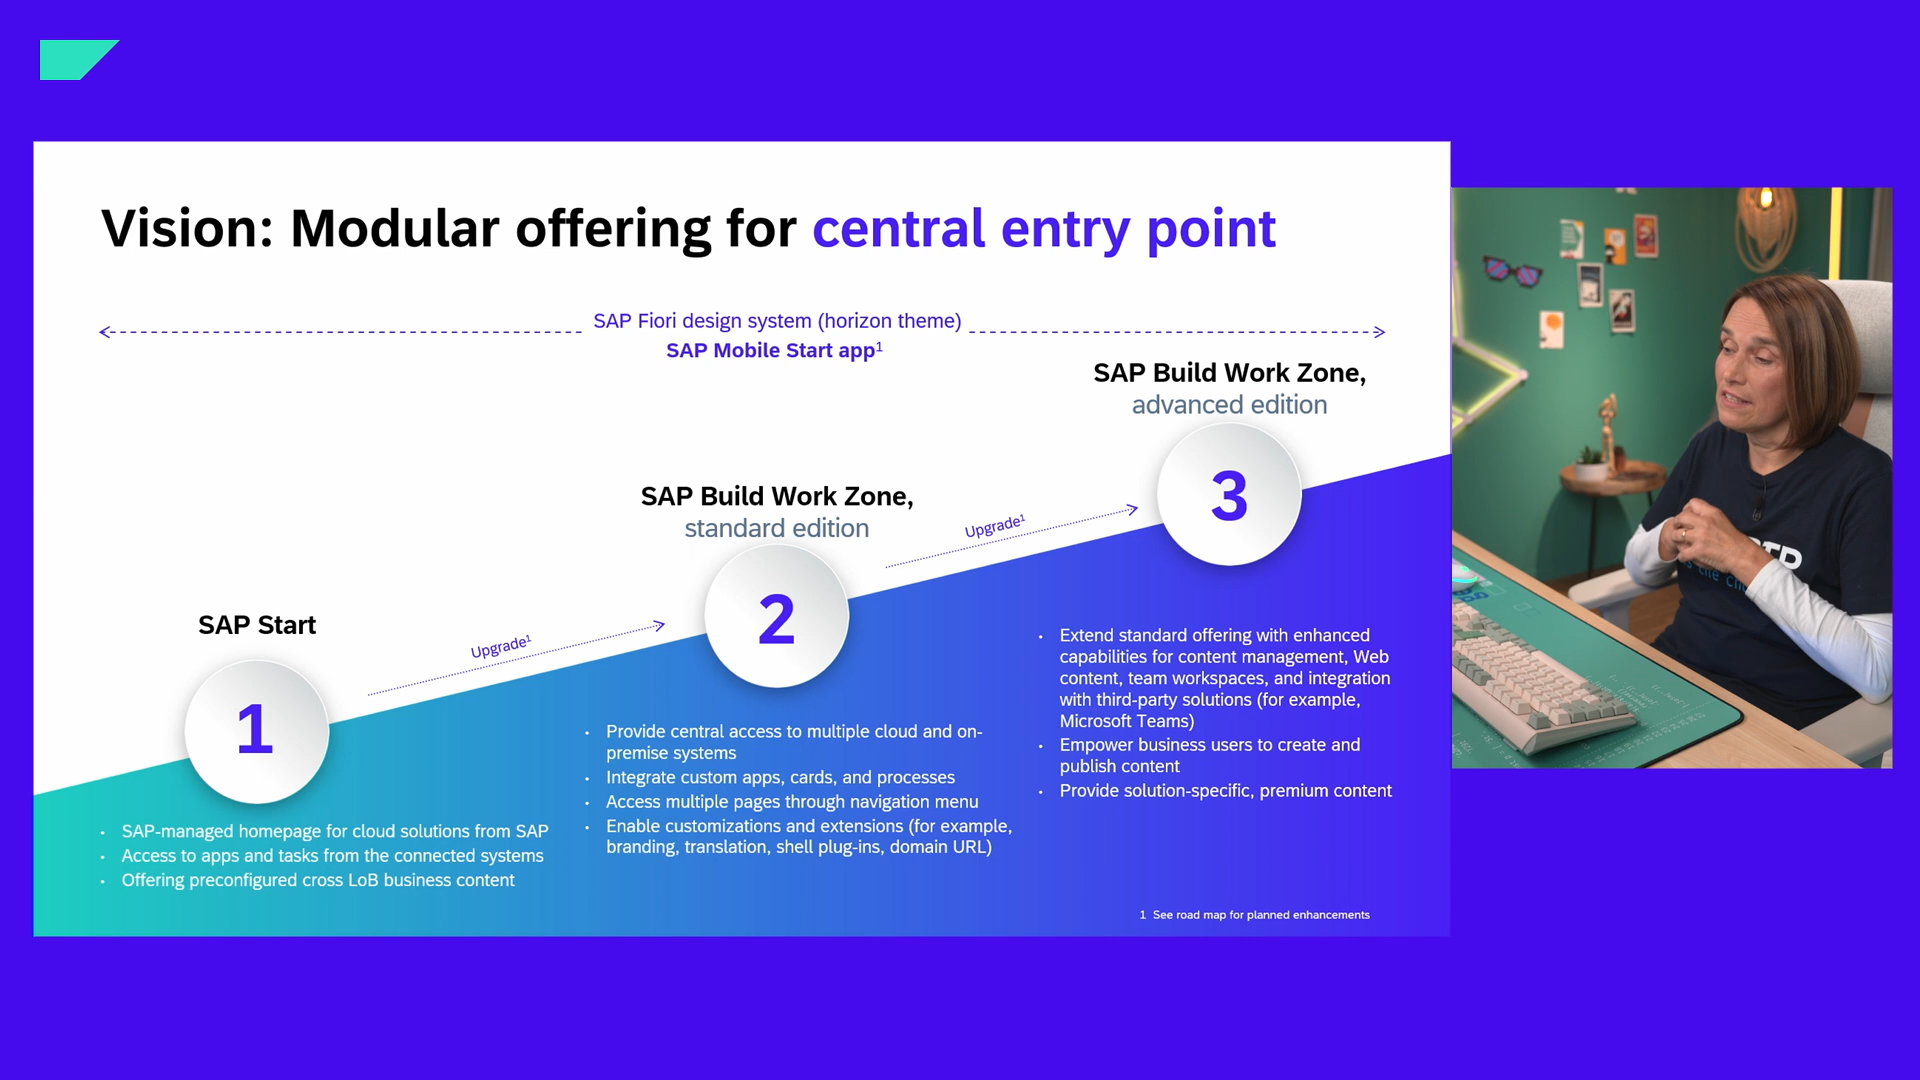 Vision: Modular offering for central entry point
SAP Fiori design system (horizon theme)
SAP Mobile Start app¹
SAP Start
1
Upgrade¹
SAP-managed homepage for cloud solutions from SAP
Access to apps and tasks from the connected systems
Offering preconfigured cross LoB business content
SAP Build Work Zone,
standard edition
2
Upgrade¹
Provide central access to multiple cloud and on-
premise systems
Integrate custom apps, cards, and processes
Access multiple pages through navigation menu
Enable customizations and extensions (for example,
branding, translation, shell plug-ins, domain URL)
SAP Build Work Zone,
advanced edition
3
Extend standard offering with enhanced
capabilities for content management, Web
content, team workspaces, and integration
with third-party solutions (for example,
Microsoft Teams)
Empower business users to create and
publish content
Provide solution-specific, premium content
1 See road map for planned enhancements